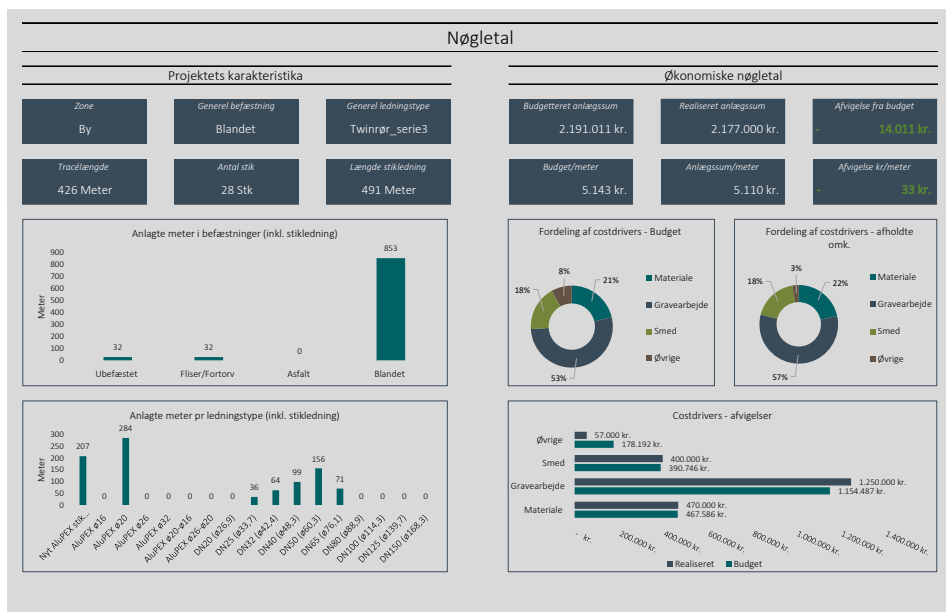 Nøgletal
Projektets karakteristika
Økonomiske nøgletal
Zone
By
Generel befæstning
Blandet
Generel ledningstype
Twinrør_serie3
Budgetteret anlægssum
2.191.011 kr.
Realiseret anlægssum
2.177.000 kr.
Afvigelse fra budget
- 14.011 kr.
Tracélængde
426 Meter
Antal stik
28 Stk
Længde stikledning
491 Meter
Budget/meter
5.143 kr.
Anlægssum/meter
5.110 kr.
Afvigelse kr/meter
- 33 kr.
Anlagte meter i befæstninger (inkl. stikledning)
Meter
900
800
700
600
500
400
300
200
100
0
32
32
0
853
Ubefæstet
Fliser/Fortorv
Asfalt
Blandet
Fordeling af costdrivers - Budget
8%
21%
18%
53%
Materiale
Gravearbejde
Smed
Øvrige
Fordeling af costdrivers - afholdte
omk.
3%
22%
18%
57%
Materiale
Gravearbejde
Smed
Øvrige
Anlagte meter pr ledningstype (inkl. stikledning)
Meter
300
250
200
150
100
50
0
207
0
284
0
0
0
0
0
36
64
99
156
71
0
0
0
0
Nyt AluPEX stik...
AluPEX ø16
AluPEX ø20
AluPEX ø26
AluPEX ø32
AluPEX ø20-ø16
AluPEX ø26-ø20
DN20 (ø26,9)
DN25 (ø33,7)
DN32 (ø42,4)
DN40 (ø48,3)
DN50 (ø60,3)
DN65 (ø76,1)
DN80 (ø88,9)
DN100 (ø114,3)
DN125 (ø139,7)
DN150 (ø168,3)
Costdrivers - afvigelser
Øvrige
57.000 kr.
178.192 kr.
Smed
400.000 kr.
390.746 kr.
Gravearbejde
1.250.000 kr.
1.154.487 kr.
Materiale
470.000 kr.
467.586 kr.
- kr.
200.000 kr.
400.000 kr.
600.000 kr.
800.000 kr.
1.000.000 kr.
1.200.000 kr.
1.400.000 kr.
Realiseret
Budget